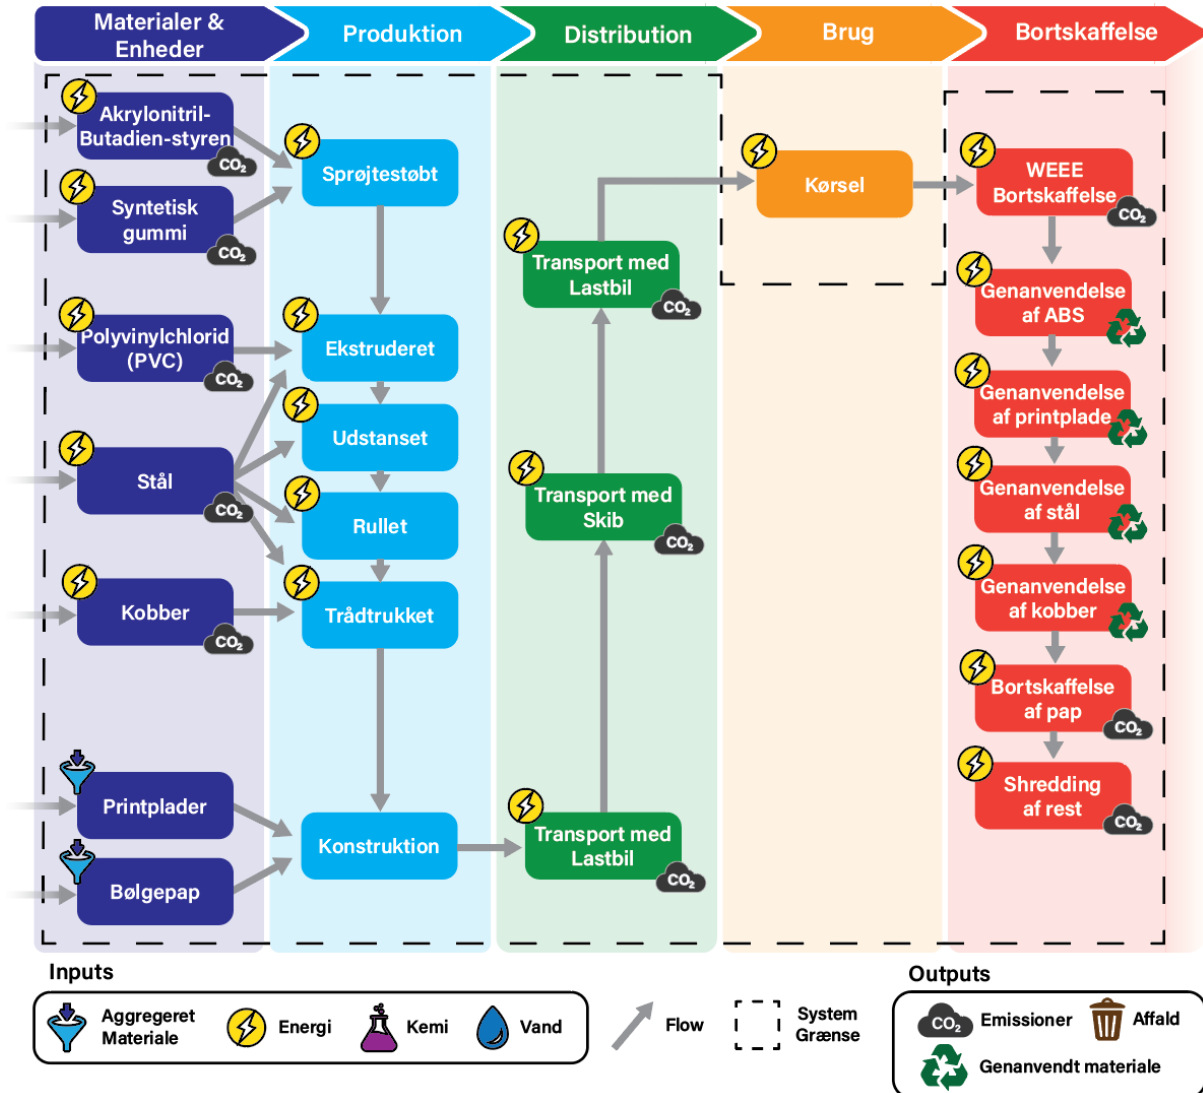 Materialer &
Enheder
Produktion
Distribution
Brug
Bortskaffelse
Akrylonitril-
Butadien-styren
CO₂
Syntetisk
gummi
CO₂
Polyvinylchlorid
(PVC)
CO₂
Stål
CO₂
Kobber
CO₂
Printplader
Bølgepap
Sprøjtestøbt
Ekstruderet
Udstanset
Rullet
Trådtrukket
Konstruktion
Transport med
Lastbil
CO₂
Transport med
Skib
CO₂
Transport med
Lastbil
CO₂
Kørsel
WEEE
Bortskaffelse
CO₂
Genanvendelse
af ABS
Genanvendelse
af printplade
Genanvendelse
af stål
Genanvendelse
af kobber
Bortskaffelse
af pap
CO₂
Shredding
af rest
CO₂
Inputs
Aggregeret
Materiale
Energi
Kemi
Vand
Flow
System
Grænse
Outputs
CO₂
Emissioner
Affald
Genanvendt materiale